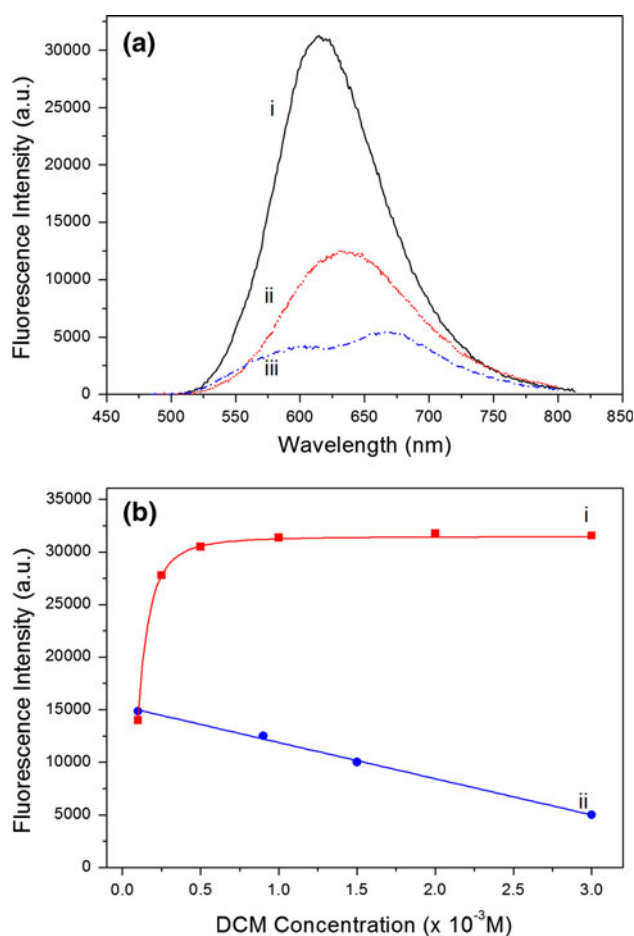 (a)
Fluorescence Intensity (a.u.)
30000
25000
20000
15000
10000
5000
0
i
ii
iii
450 500 550 600 650 700 750 800 850
Wavelength (nm)
(b)
Fluorescence Intensity (a.u.)
35000
30000
25000
20000
15000
10000
5000
0
i
ii
0.0 0.5 1.0 1.5 2.0 2.5 3.0
DCM Concentration (x 10⁻³M)